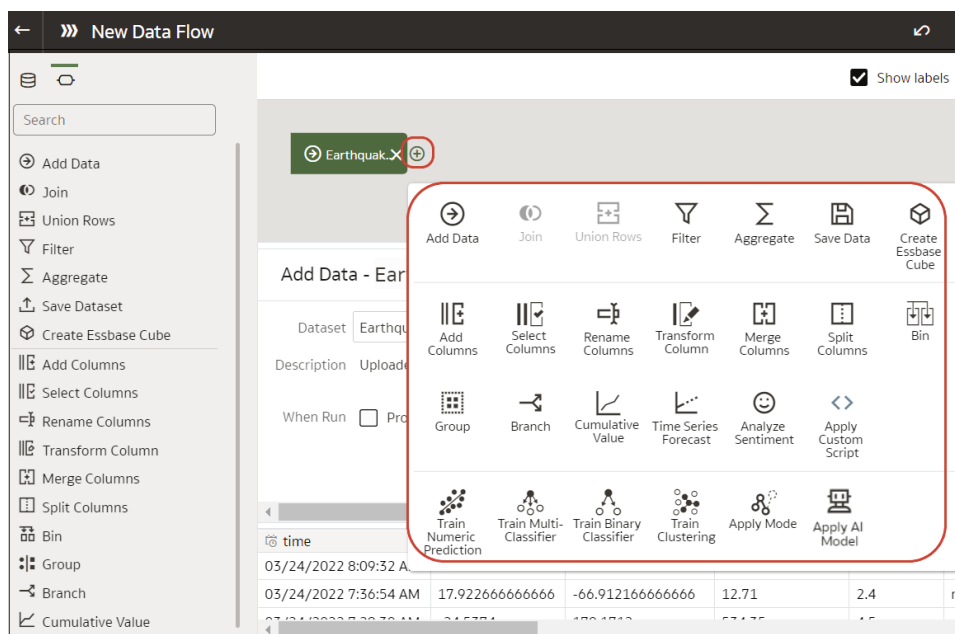 New Data Flow
Show labels
Search
Add Data
Join
Union Rows
Filter
Aggregate
Save Dataset
Create Essbase Cube
Add Columns
Select Columns
Rename Columns
Transform Column
Merge Columns
Split Columns
Bin
Group
Branch
Cumulative Value
Earthquak..
Add Data
Join
Union Rows
Filter
Aggregate
Save Data
Create
Essbase
Cube
Add
Columns
Select
Columns
Rename
Columns
Transform
Column
Merge
Columns
Split
Columns
Bin
Group
Branch
Cumulative
Value
Time Series
Forecast
Analyze
Sentiment
Apply
Custom
Script
Train
Numeric
Prediction
Train Multi-
Classifier
Train Binary
Classifier
Train
Clustering
Apply Mode
Apply AI
Model
Add Data - Ear
Dataset Earthqu
Description Uploade
When Run Pro
time
03/24/2022 8:09:32 A
03/24/2022 7:36:54 AM 17.922666666666 -66.912166666666 12.71 2.4